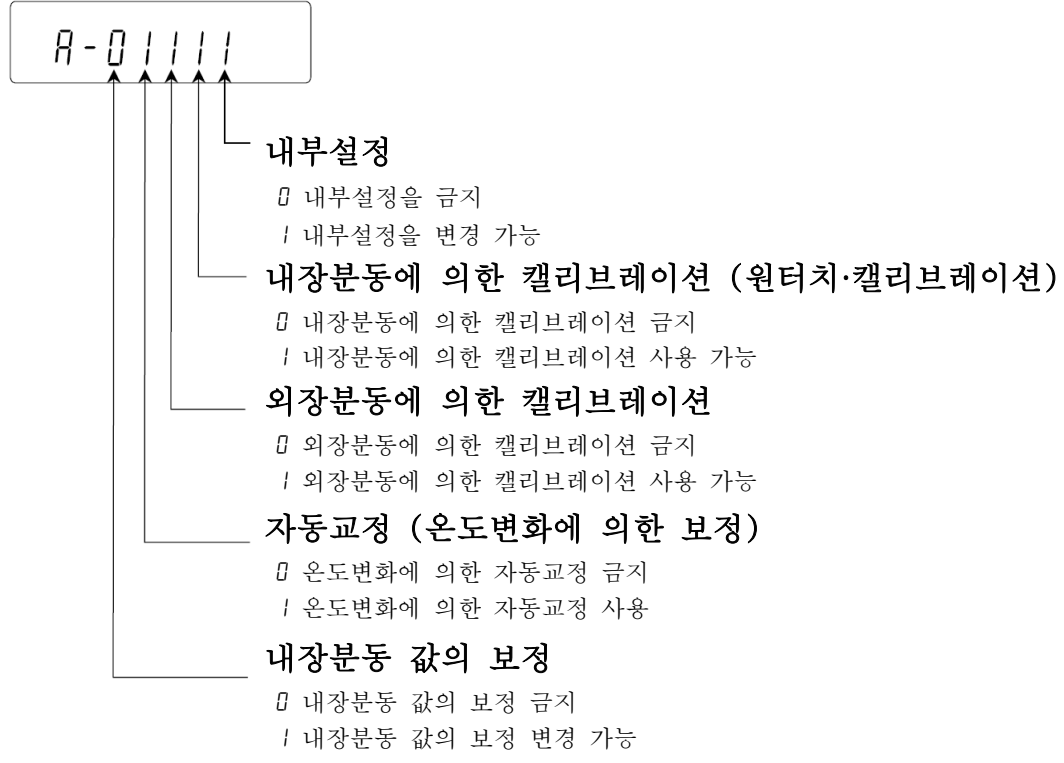 A-01111
내부설정
0 내부설정을 금지
1 내부설정을 변경 가능
내장분동에 의한 캘리브레이션 (원터치·캘리브레이션)
0 내장분동에 의한 캘리브레이션 금지
1 내장분동에 의한 캘리브레이션 사용 가능
외장분동에 의한 캘리브레이션
0 외장분동에 의한 캘리브레이션 금지
1 외장분동에 의한 캘리브레이션 사용 가능
자동교정 (온도변화에 의한 보정)
0 온도변화에 의한 자동교정 금지
1 온도변화에 의한 자동교정 사용
내장분동 값의 보정
0 내장분동 값의 보정 금지
1 내장분동 값의 보정 변경 가능